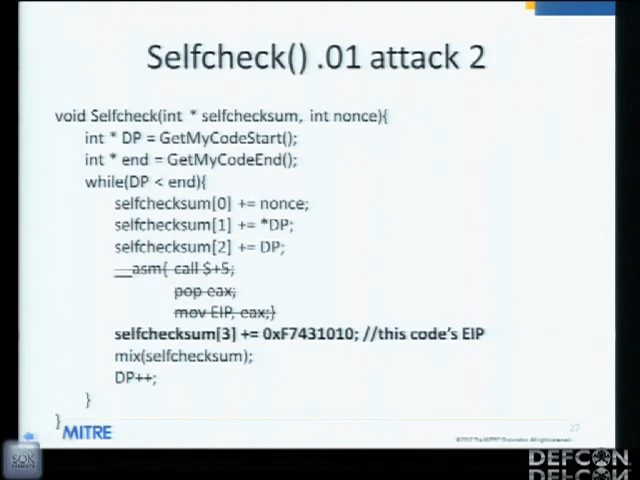 Selfcheck() .01 attack 2
void Selfcheck(int * selfchecksum, int nonce){
int * DP = GetMyCodeStart();
int * end = GetMyCodeEnd();
while(DP < end){
selfchecksum[0] += nonce;
selfchecksum[1] += *DP;
selfchecksum[2] += DP;
__asm{ call $+5;
pop eax;
mov EIP, eax;}
selfchecksum[3] += 0xF7431010; //this code's EIP
mix(selfchecksum);
DP++;
}
}
MITRE
27
SOK
DEFCON